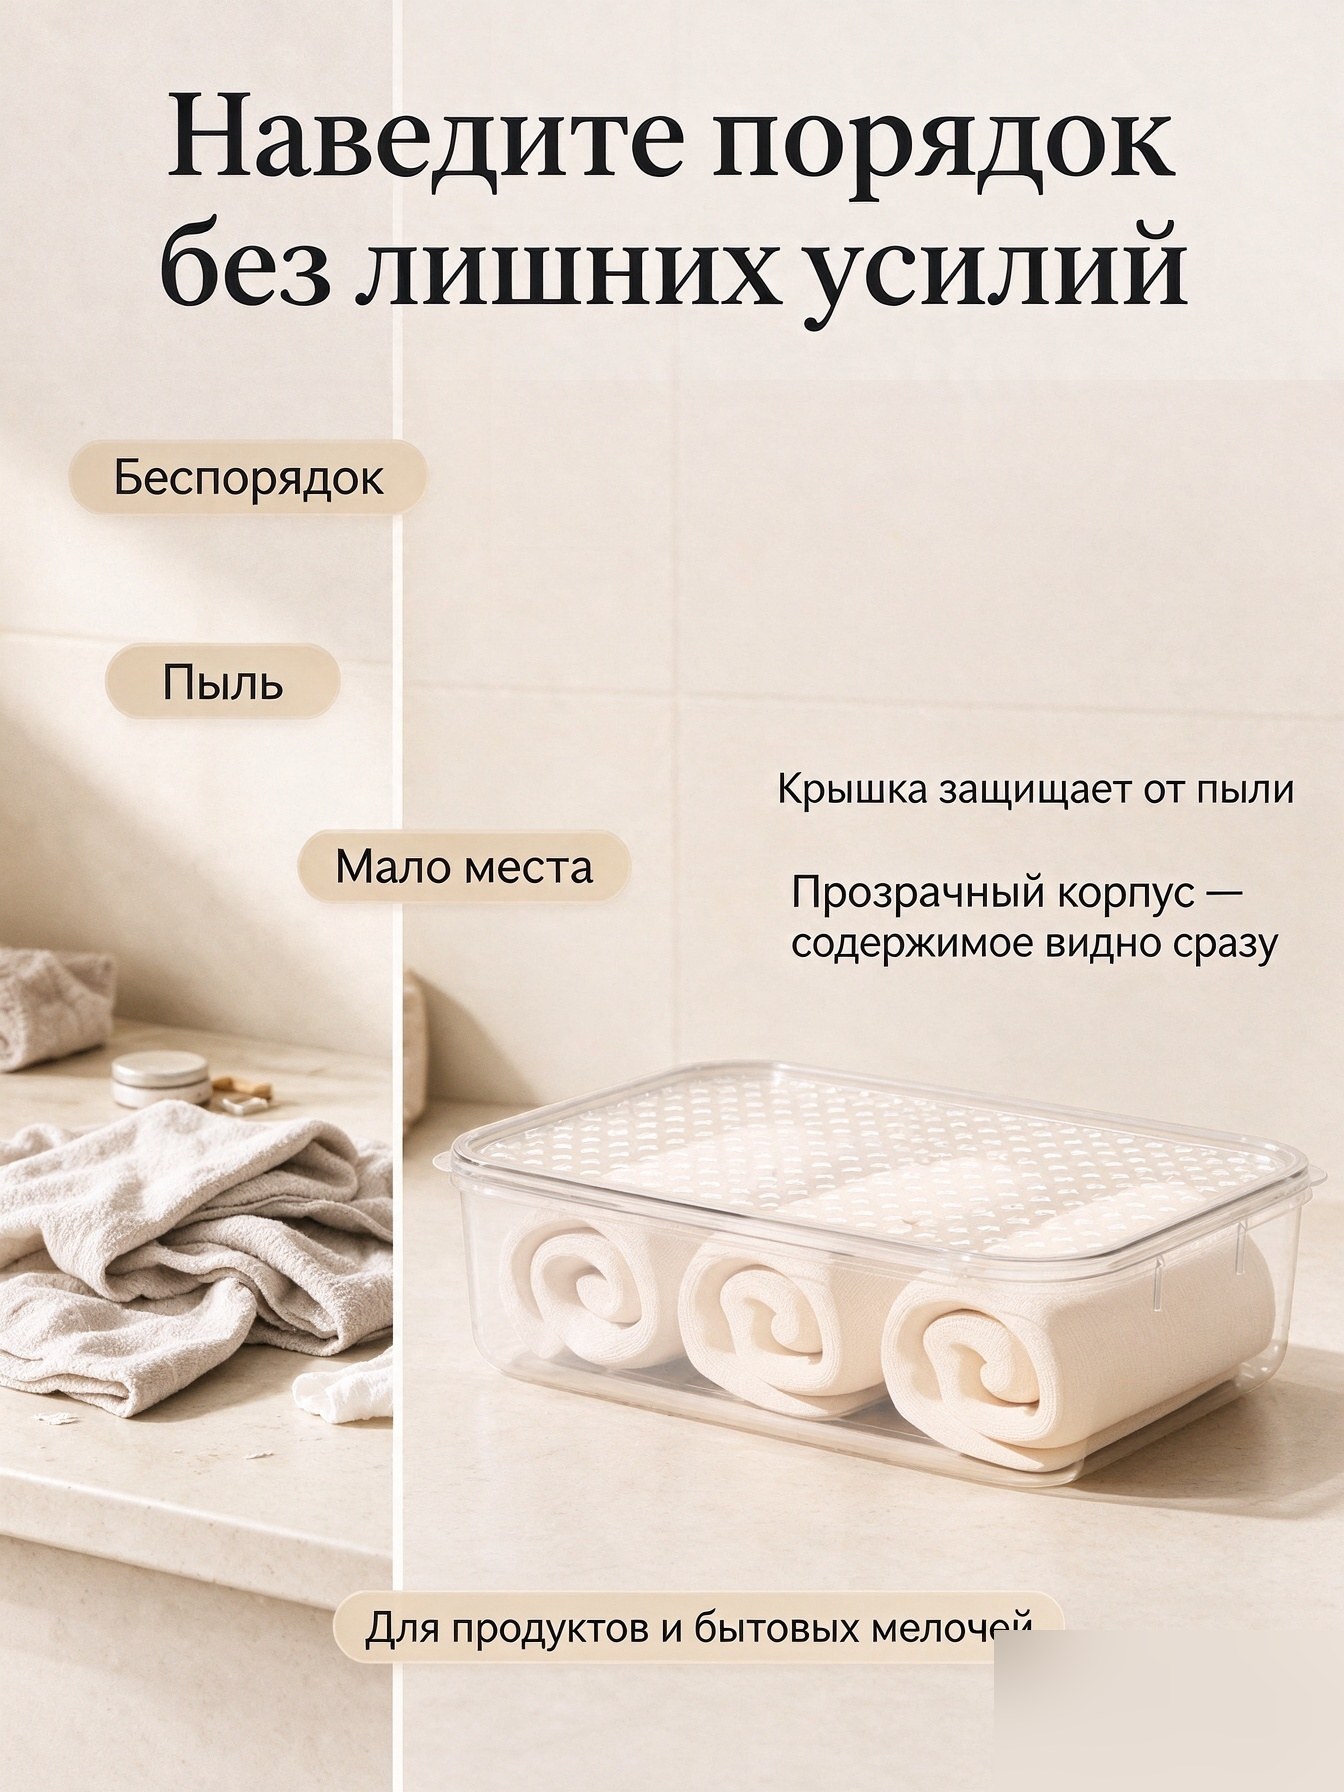 Наведите порядок
без лишних усилий
Беспорядок
Пыль
Мало места
Крышка защищает от пыли
Прозрачный корпус —
содержимое видно сразу
Для продуктов и бытовых мелочей